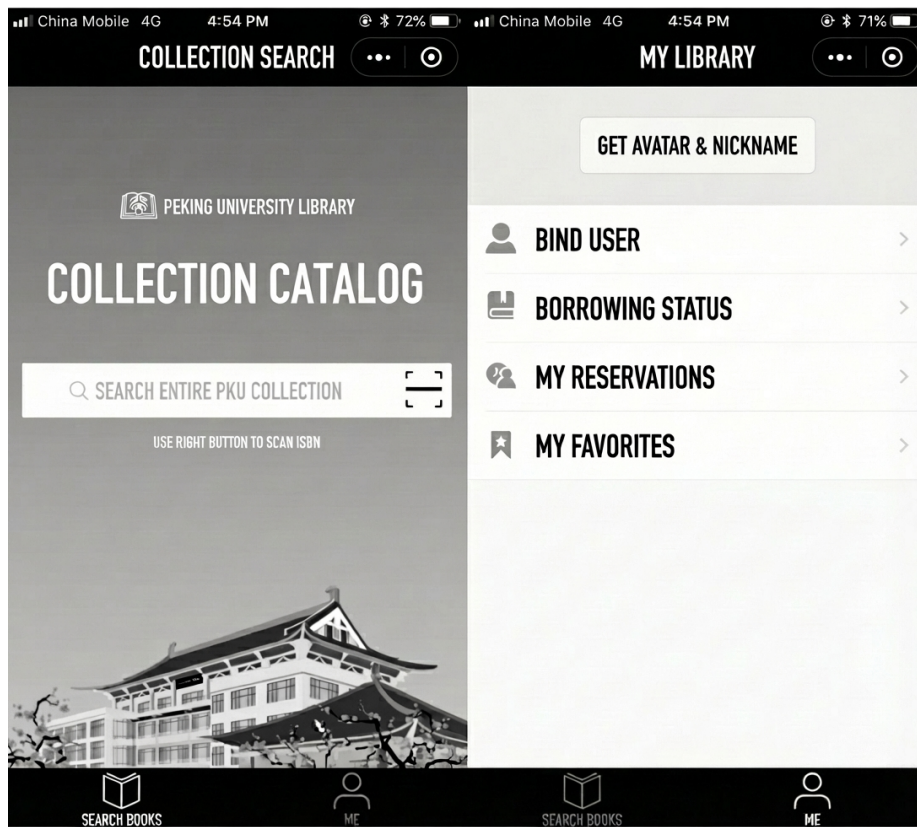 China Mobile 4G 4:54 PM 72%
COLLECTION SEARCH
PEKING UNIVERSITY LIBRARY
COLLECTION CATALOG
SEARCH ENTIRE PKU COLLECTION
USE RIGHT BUTTON TO SCAN ISBN
SEARCH BOOKS ME
China Mobile 4G 4:54 PM 71%
MY LIBRARY
GET AVATAR & NICKNAME
BIND USER
BORROWING STATUS
MY RESERVATIONS
MY FAVORITES
SEARCH BOOKS ME